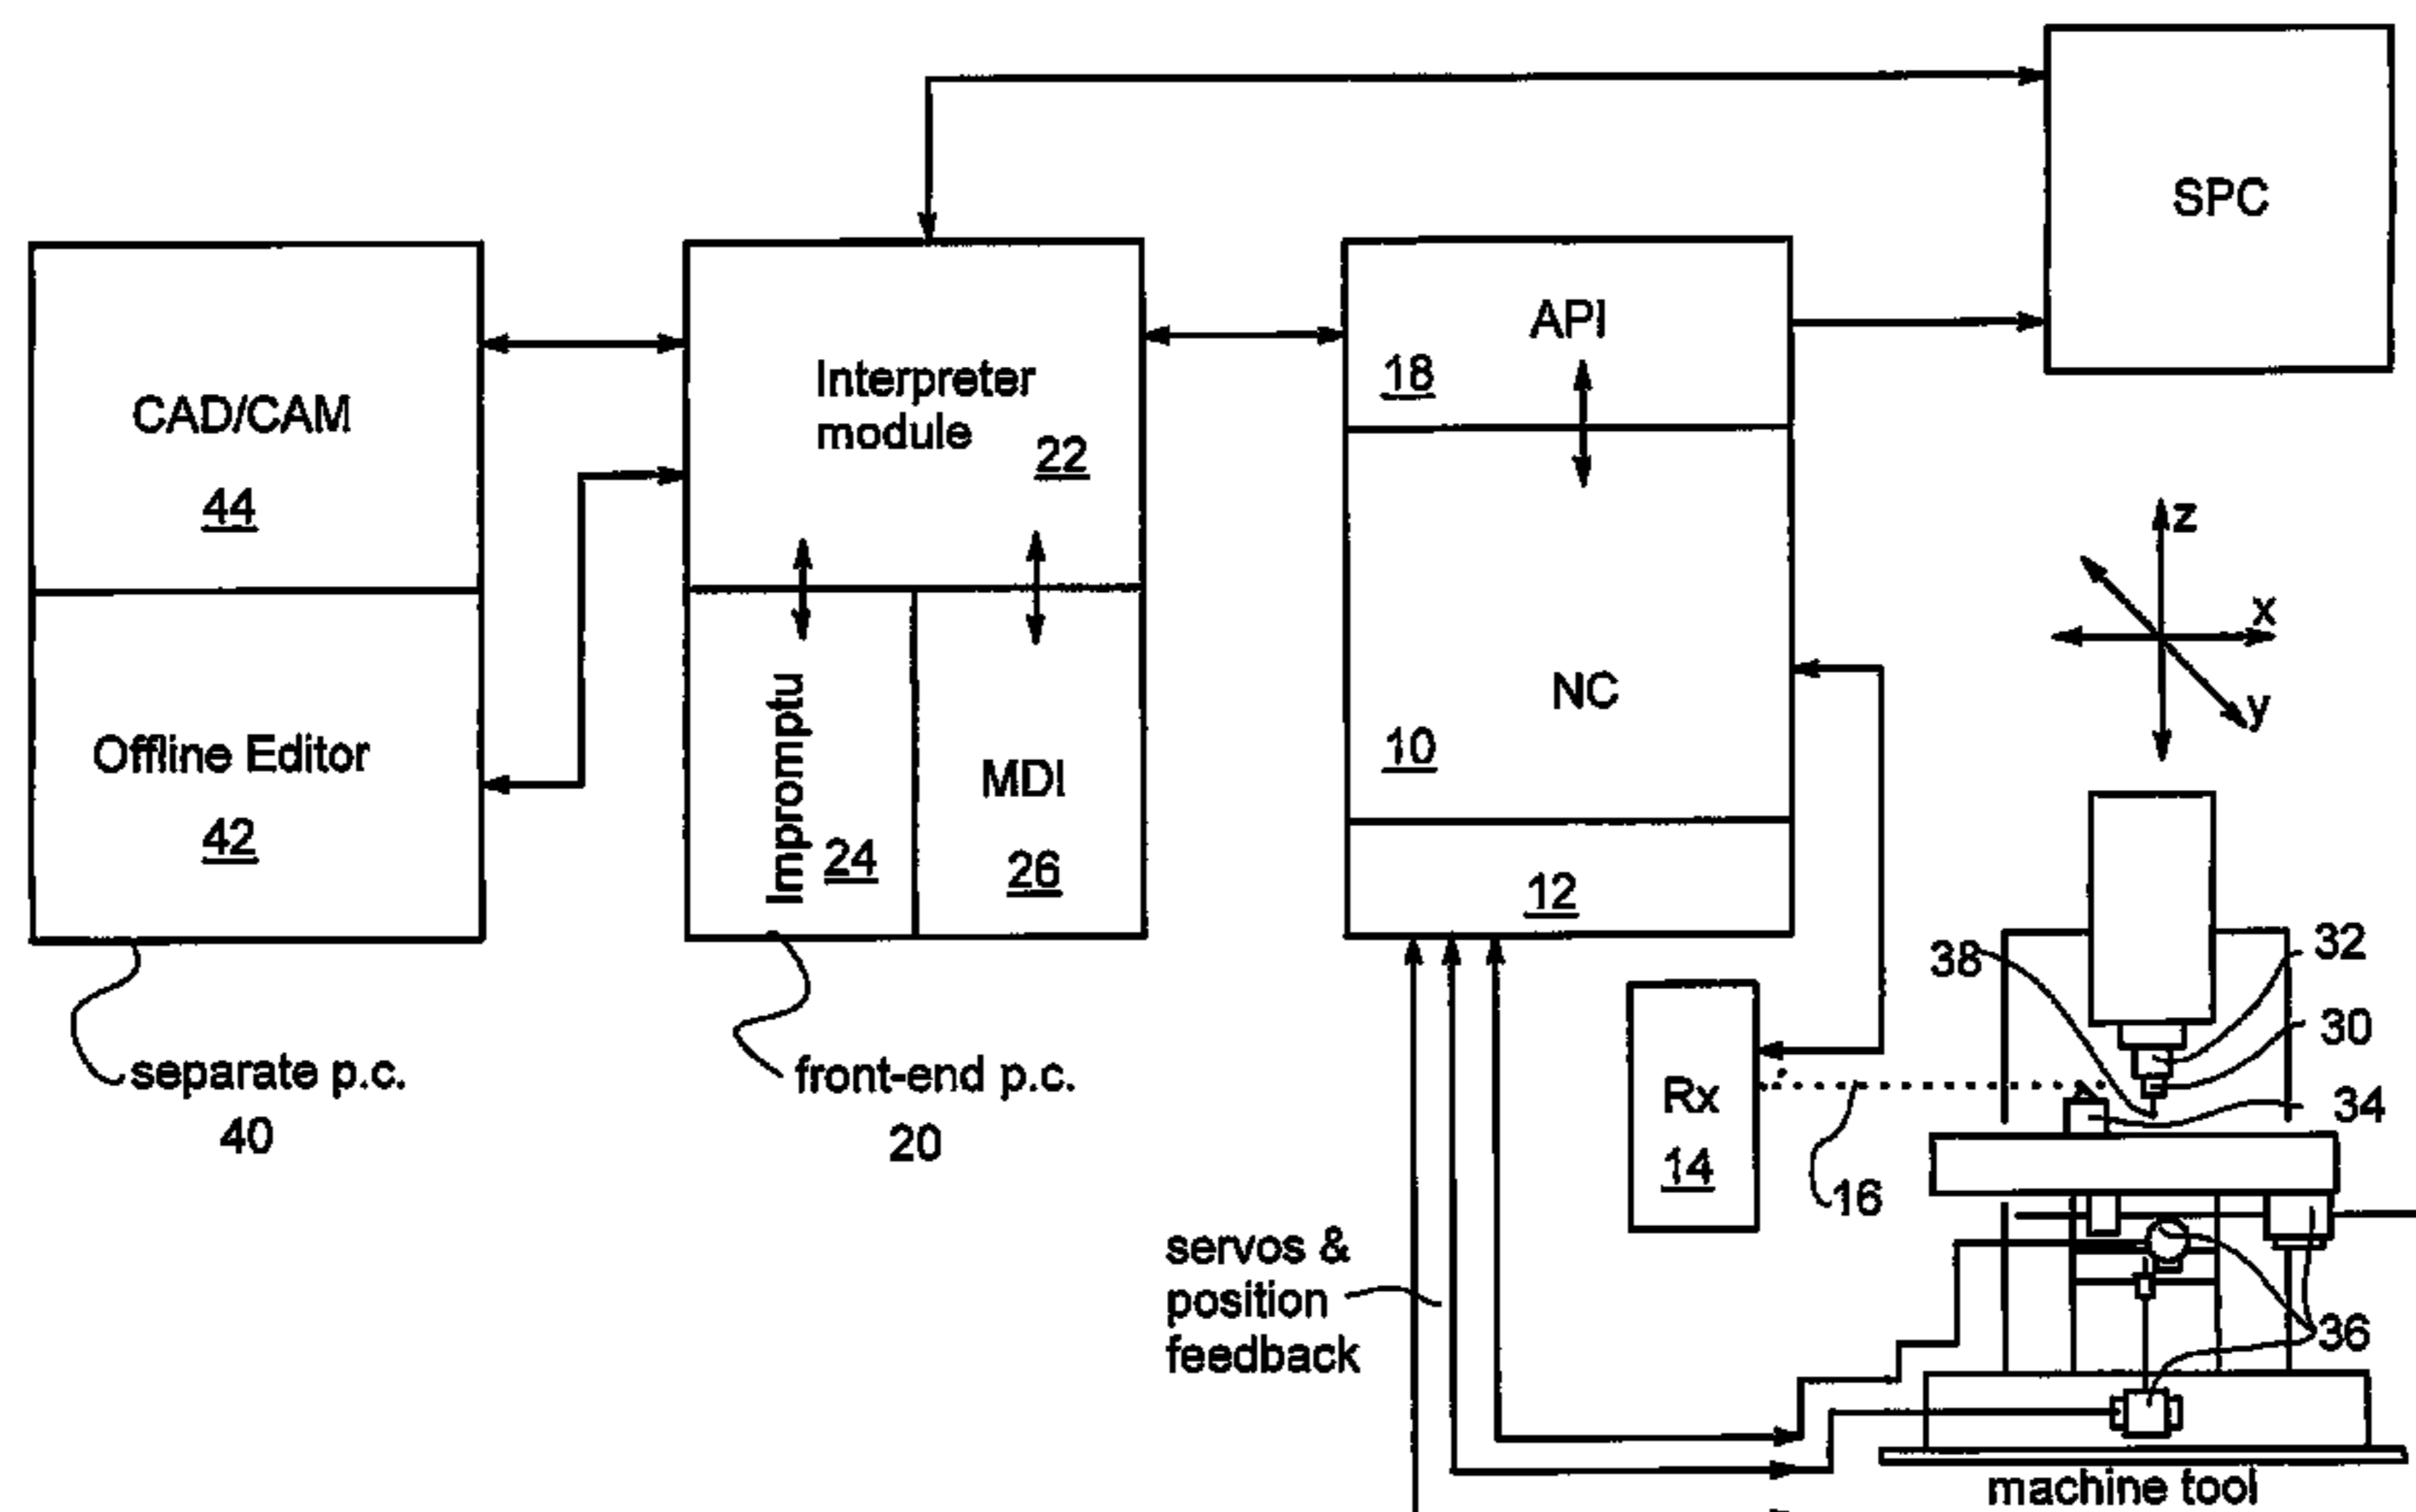 SPC
CAD/CAM
44
Offline Editor
42
separate p.c.
40
Interpreter
module
22
Impromptu
24
MDI
26
front-end p.c.
20
API
18
NC
10
12
Rx
14
16
servos &
position
feedback
z
x
y
38
32
30
34
36
machine tool